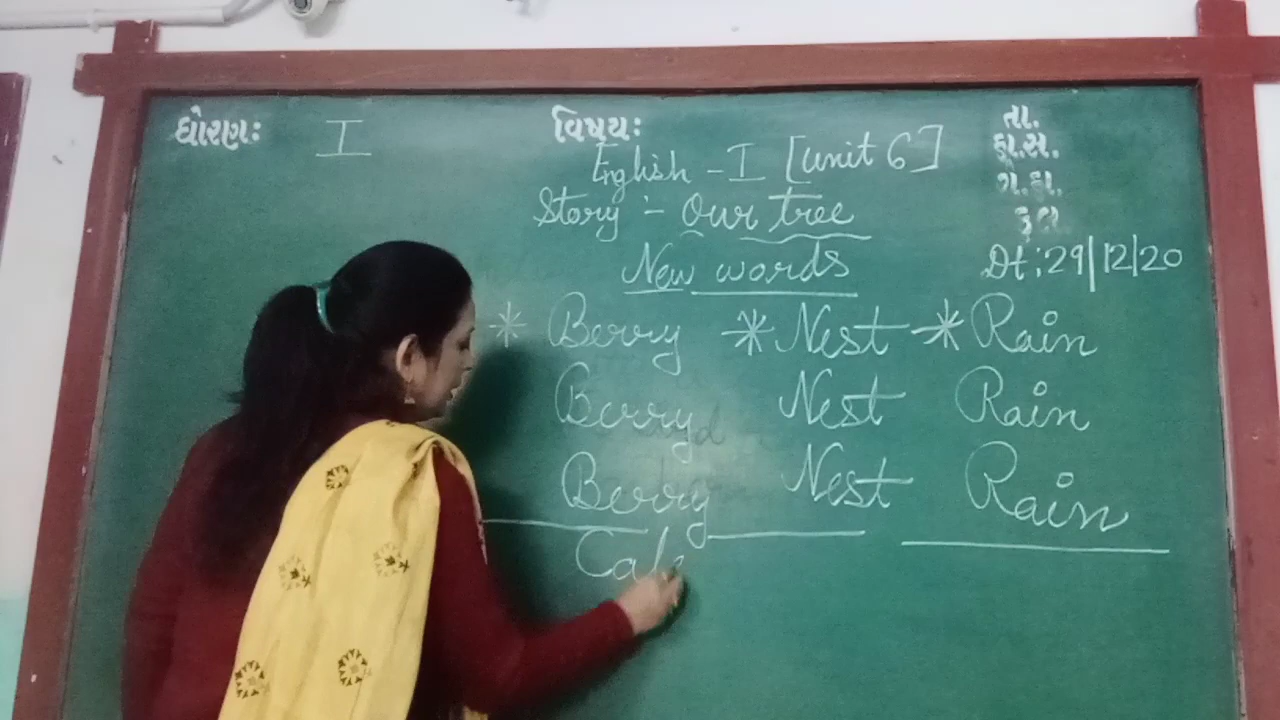 ધોરણ: I વિષય: તા.
English - I [Unit 6] હા.સ.
ગ.હા.
Story :- Our tree કુલ
New words Dt:29/12/20
* Berry * Nest * Rain
Berry Nest Rain
Berry Nest Rain